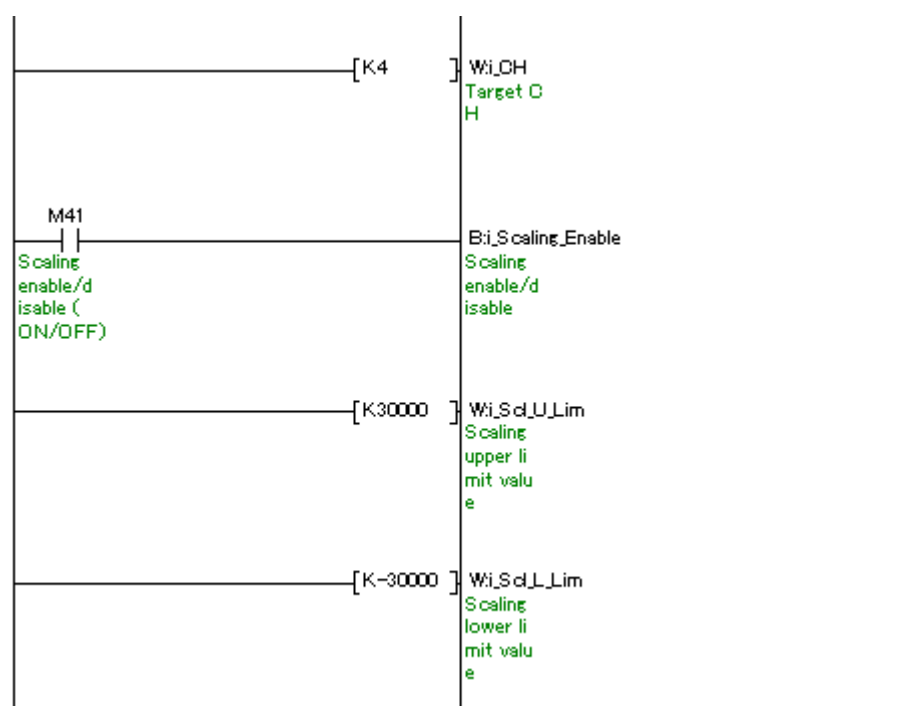 [K4 ] W:i_CH
Target C
H
M41
B:i_Scaling_Enable
Scaling
enable/d
isable (
ON/OFF)
Scaling
enable/d
isable
[K30000 ] W:i_Scl_U_Lim
Scaling
upper li
mit valu
e
[K-30000 ] W:i_Scl_L_Lim
Scaling
lower li
mit valu
e